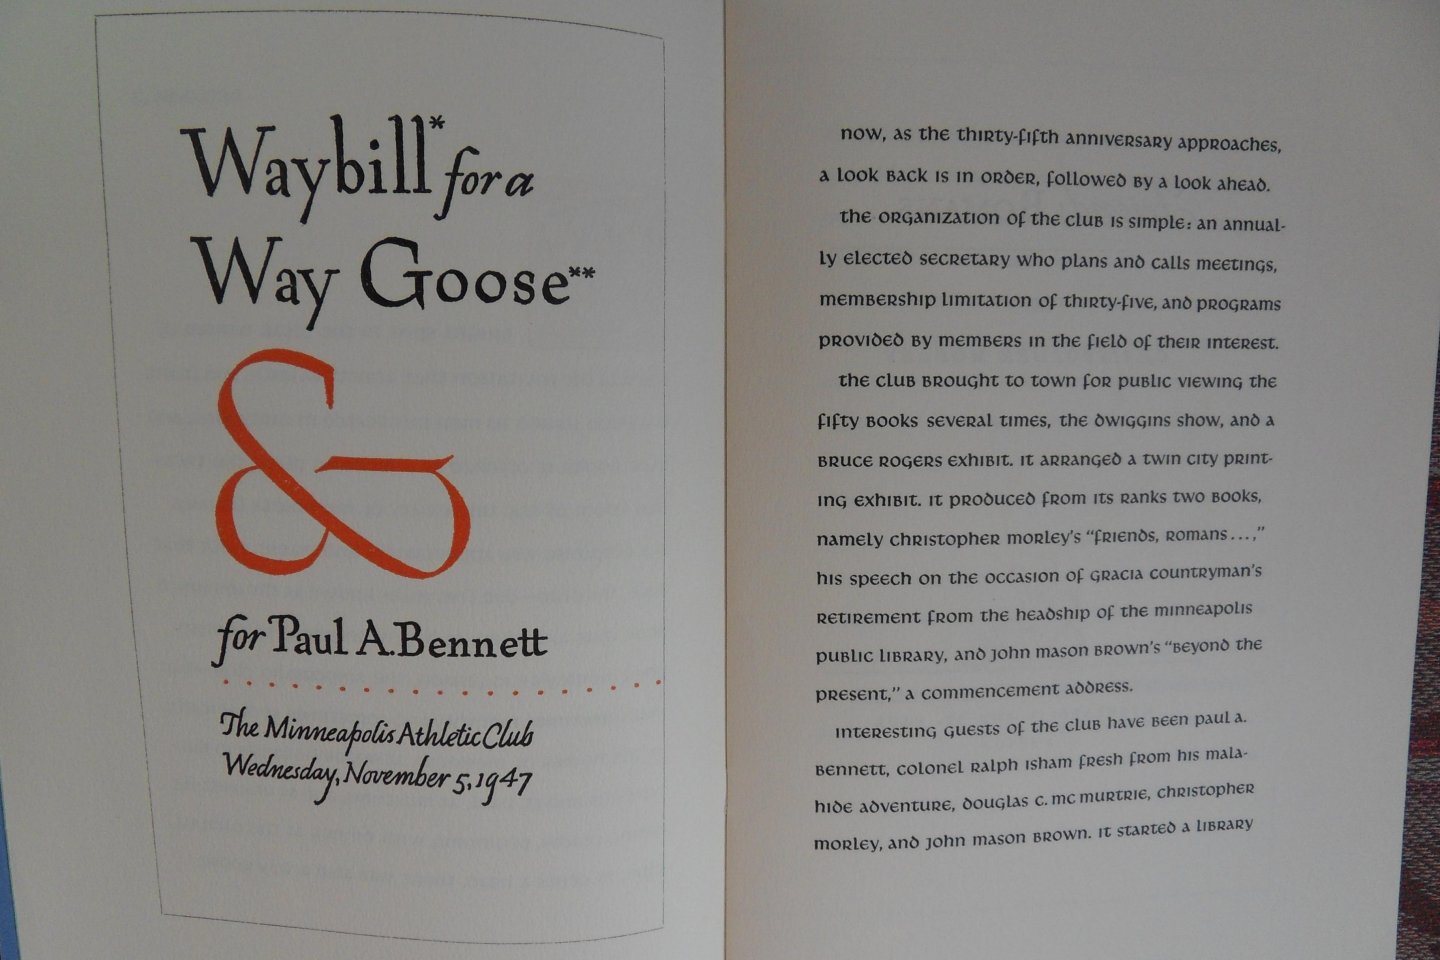 Waybill* for a
Way Goose**
&
for Paul A. Bennett
The Minneapolis Athletic Club
Wednesday, November 5, 1947
now, as the thirty-fifth anniversary approaches,
a look back is in order, followed by a look ahead.
the organization of the club is simple: an annual-
ly elected secretary who plans and calls meetings,
membership limitation of thirty-five, and programs
provided by members in the field of their interest.
the club brought to town for public viewing the
fifty books several times, the dwiggins show, and a
bruce rogers exhibit. it arranged a twin city print-
ing exhibit. it produced from its ranks two books,
namely christopher morley's “friends, romans...,”
his speech on the occasion of gracia countryman's
retirement from the headship of the minneapolis
public library, and john mason brown's “beyond the
present,” a commencement address.
interesting guests of the club have been paul a.
bennett, colonel ralph isham fresh from his mala-
hide adventure, douglas c. mc murtrie, christopher
morley, and john mason brown. it started a library